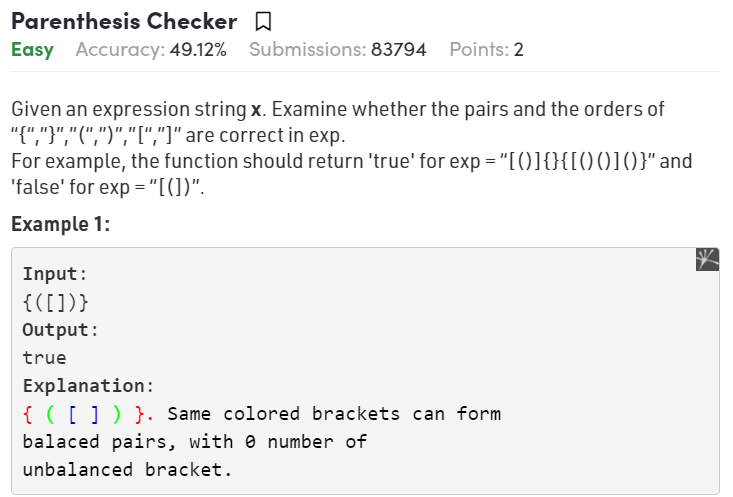 Parenthesis Checker
Easy Accuracy: 49.12% Submissions: 83794 Points: 2
Given an expression string x. Examine whether the pairs and the orders of
“{“,”}”,”(“,”)”,”[“,”]” are correct in exp.
For example, the function should return 'true' for exp = “[()]{}{[()()]()}” and
'false' for exp = “[(])”.
Example 1:
Input:
{([])}
Output:
true
Explanation:
{ ( [ ] ) }. Same colored brackets can form
balaced pairs, with 0 number of
unbalanced bracket.